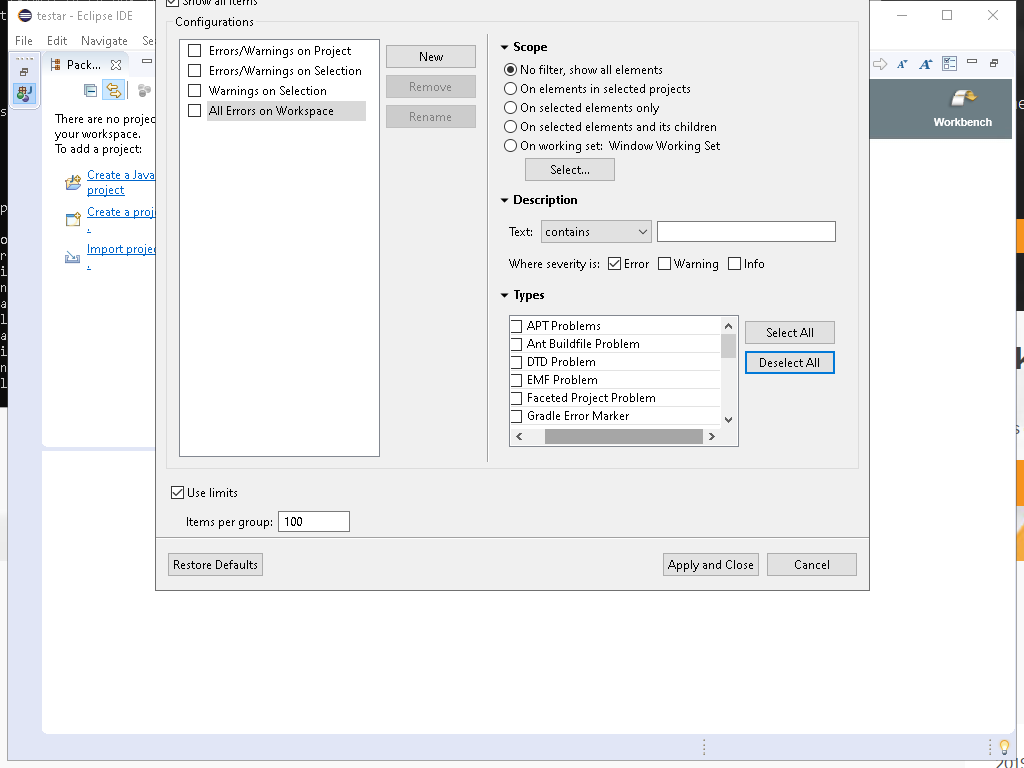 testar - Eclipse IDE
Show all items
File Edit Navigate Se
Configurations
Pack...
Errors/Warnings on Project
Errors/Warnings on Selection
Warnings on Selection
All Errors on Workspace
New
Remove
Rename
Scope
No filter, show all elements
On elements in selected projects
On selected elements only
On selected elements and its children
On working set: Window Working Set
Select...
Workbench
There are no projec
your workspace.
To add a project:
Create a Java
project
Create a proj
.
Import projec
.
Description
Text: contains
Where severity is: Error Warning Info
Types
APT Problems
Ant Buildfile Problem
DTD Problem
EMF Problem
Faceted Project Problem
Gradle Error Marker
Select All
Deselect All
Use limits
Items per group: 100
Restore Defaults
Apply and Close
Cancel